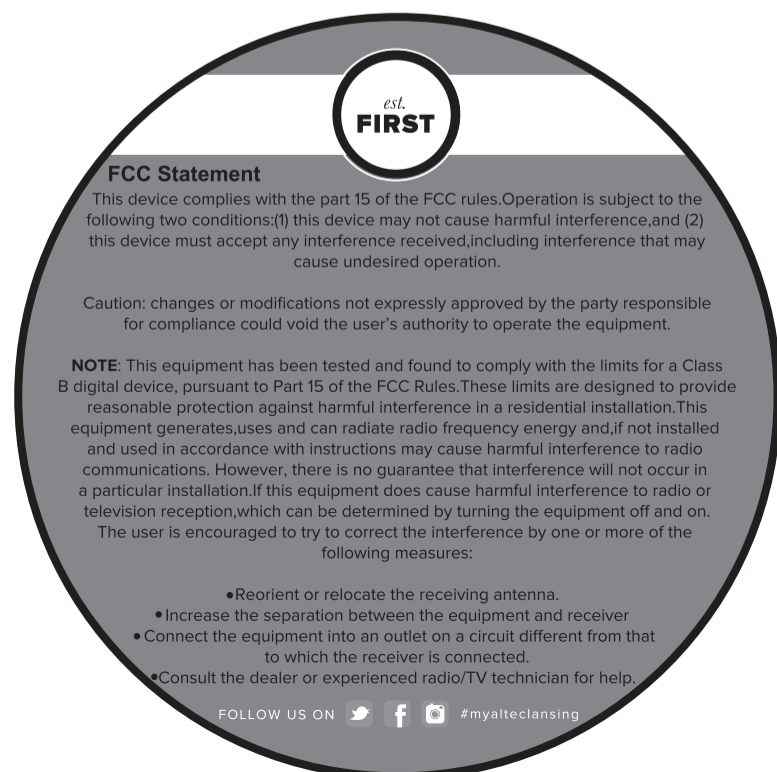 est.
FIRST
FCC Statement
This device complies with the part 15 of the FCC rules.Operation is subject to the
following two conditions:(1) this device may not cause harmful interference,and (2)
this device must accept any interference received,including interference that may
cause undesired operation.
Caution: changes or modifications not expressly approved by the party responsible
for compliance could void the user's authority to operate the equipment.
NOTE: This equipment has been tested and found to comply with the limits for a Class
B digital device, pursuant to Part 15 of the FCC Rules.These limits are designed to provide
reasonable protection against harmful interference in a residential installation.This
equipment generates,uses and can radiate radio frequency energy and,if not installed
and used in accordance with instructions may cause harmful interference to radio
communications. However, there is no guarantee that interference will not occur in
a particular installation.If this equipment does cause harmful interference to radio or
television reception,which can be determined by turning the equipment off and on.
The user is encouraged to try to correct the interference by one or more of the
following measures:
•Reorient or relocate the receiving antenna.
•Increase the separation between the equipment and receiver
•Connect the equipment into an outlet on a circuit different from that
to which the receiver is connected.
•Consult the dealer or experienced radio/TV technician for help.
FOLLOW US ON #myalteclansing